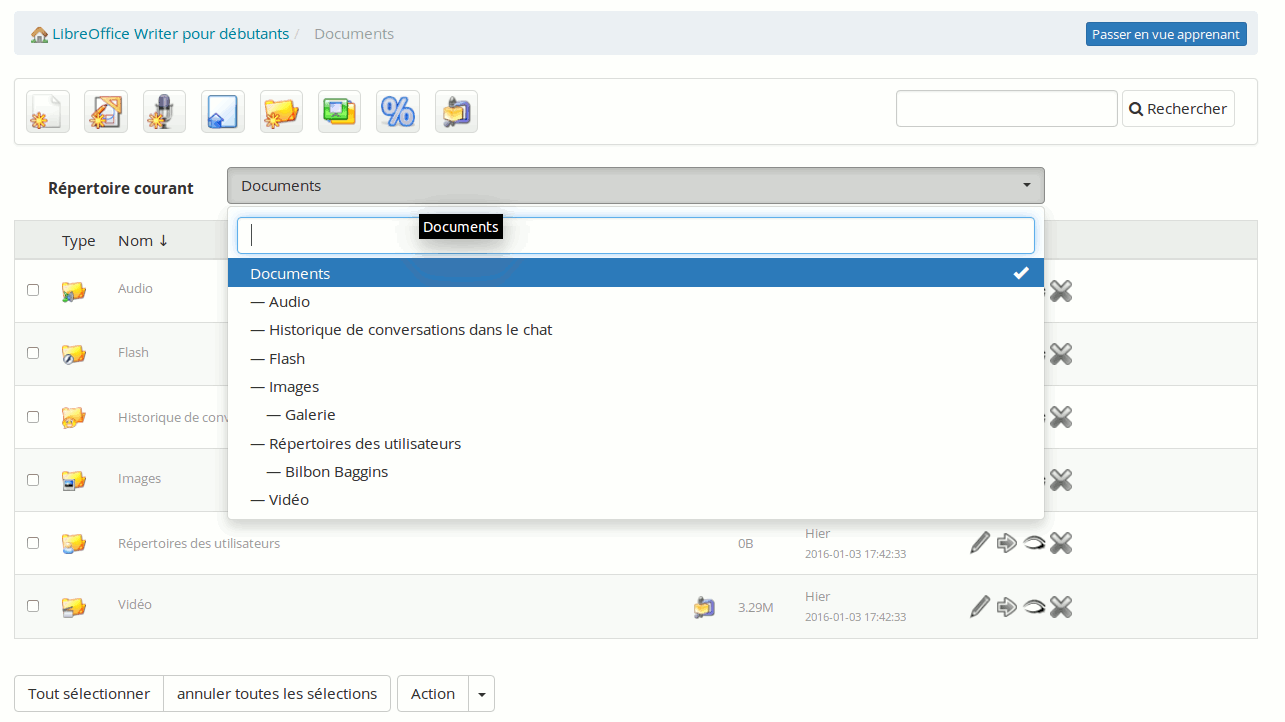 LibreOffice Writer pour débutants / Documents
Passer en vue apprenant
Rechercher
Répertoire courant
Documents
Documents
Type Nom ↓
Documents
— Audio
— Historique de conversations dans le chat
— Flash
— Images
— Galerie
— Répertoires des utilisateurs
— Bilbon Baggins
— Vidéo
Audio
Flash
Historique de conv
Images
Répertoires des utilisateurs 0B Hier
2016-01-03 17:42:33
Vidéo 3.29M Hier
2016-01-03 17:42:33
Tout sélectionner annuler toutes les sélections Action